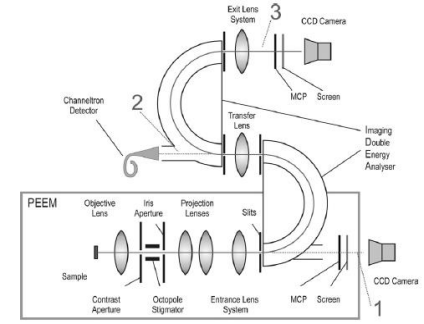 Exit Lens
System
3
CCD Camera
MCP
Screen
Channeltron
Detector
2
Transfer
Lens
Imaging
Double
Energy
Analyser
PEEM
Objective
Lens
Iris
Aperture
Projection
Lenses
Slits
Sample
Contrast
Aperture
Octopole
Stigmator
Entrance Lens
System
MCP
Screen
1
CCD Camera